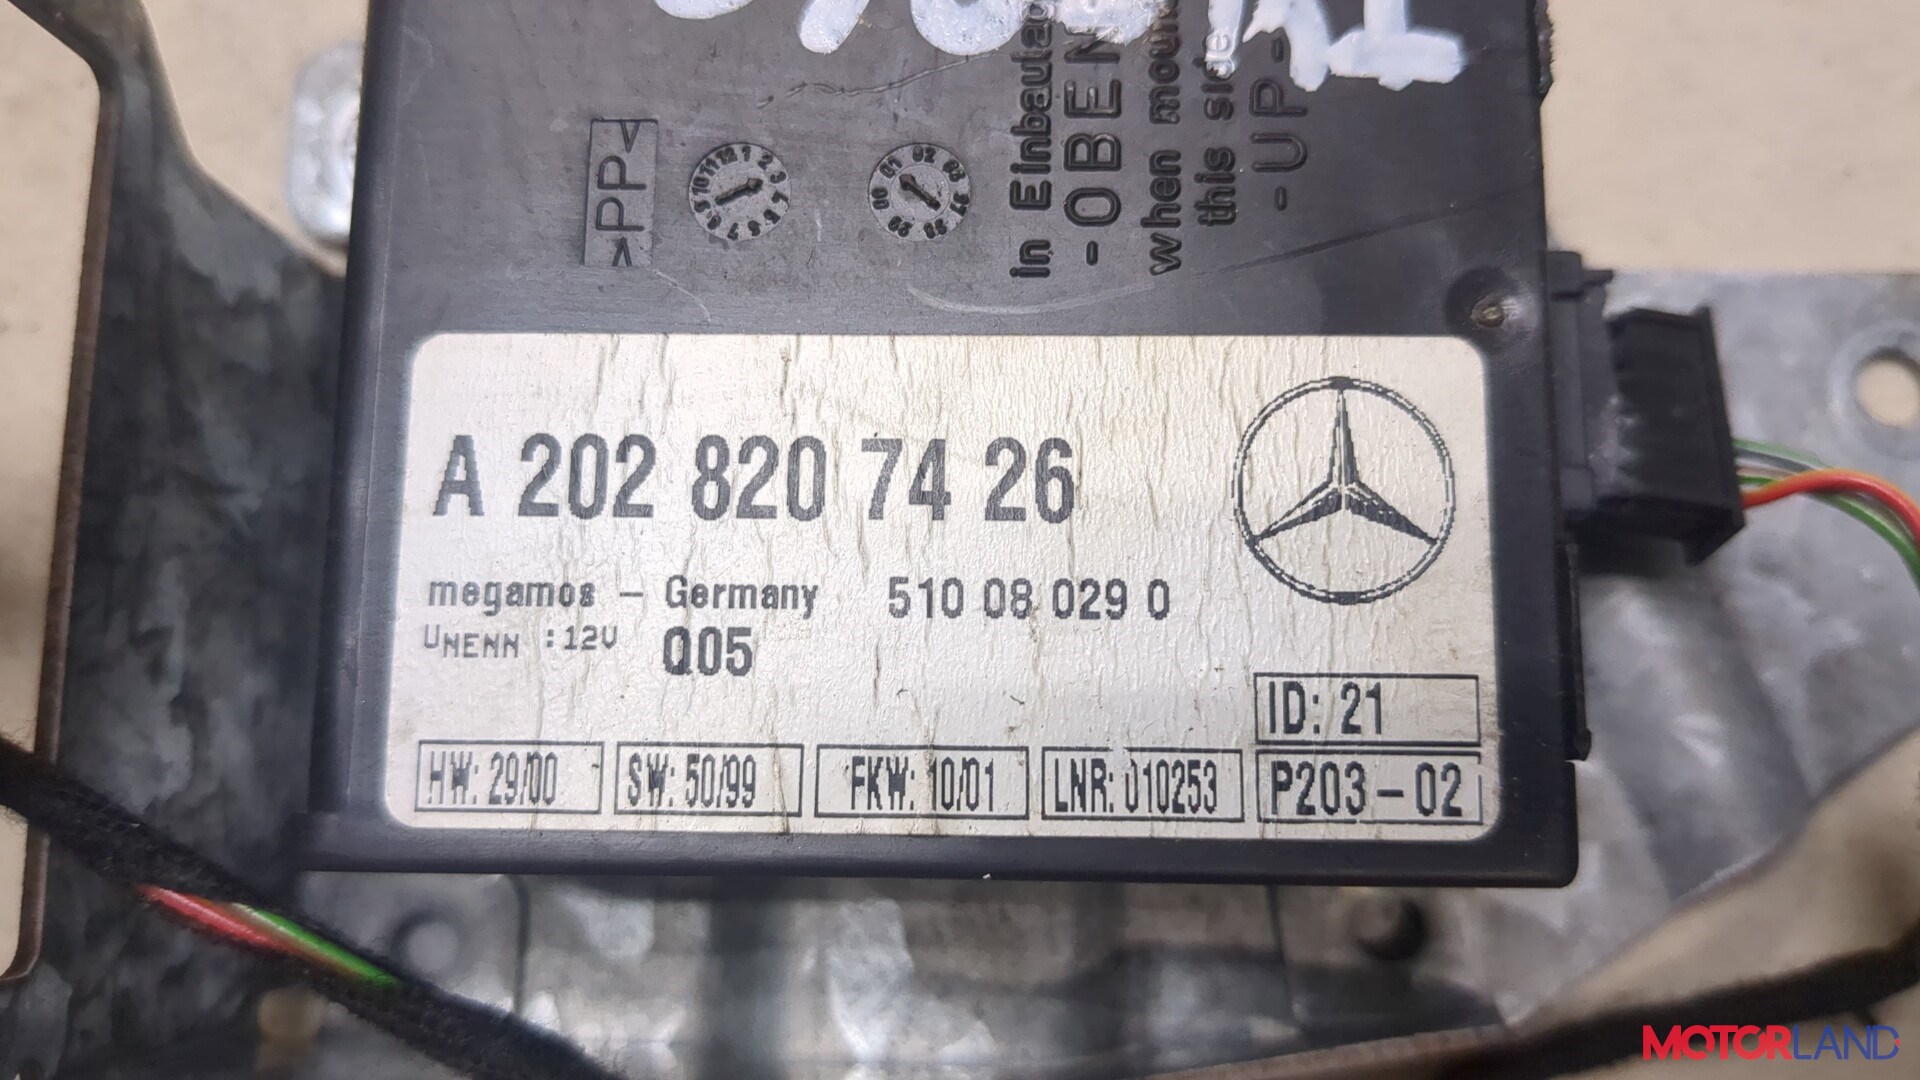 >PP<
in Einbaulage
-OBEN
when mount
this side
-UP-
A 202 820 74 26
megamos - Germany 510 08 029 0
UNENN :12V Q05
ID: 21
HW: 29/00 SW: 50/99 FKW: 10/01 LNR: 010253 P203-02
MOTORLAND